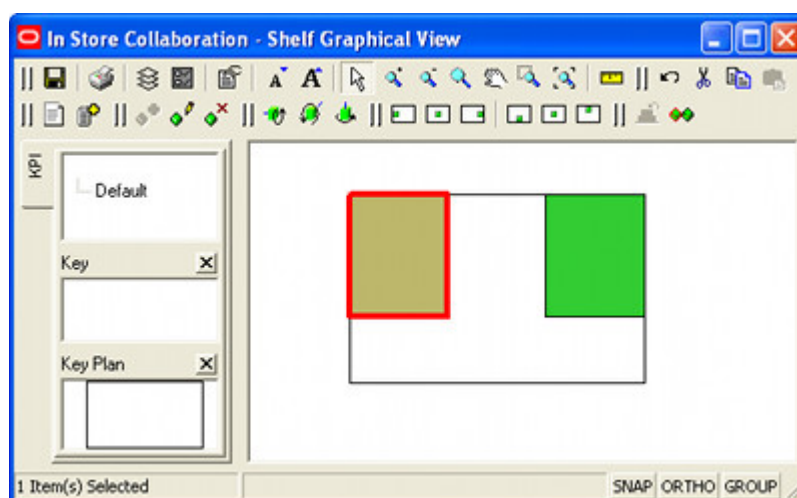 In Store Collaboration - Shelf Graphical View
A A
KPI
Default
Key
Key Plan
1 Item(s) Selected
SNAP ORTHO GROUP